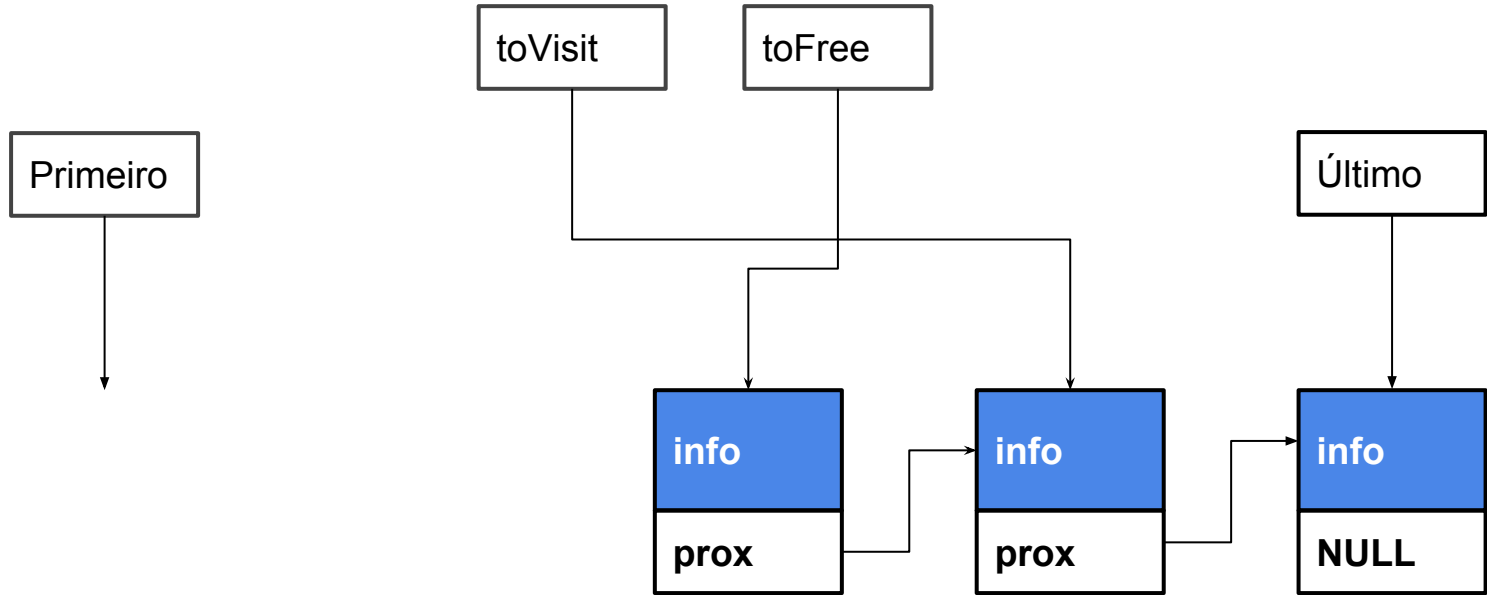 toVisit
toFree
Primeiro
Último
info
info
info
prox
prox
NULL